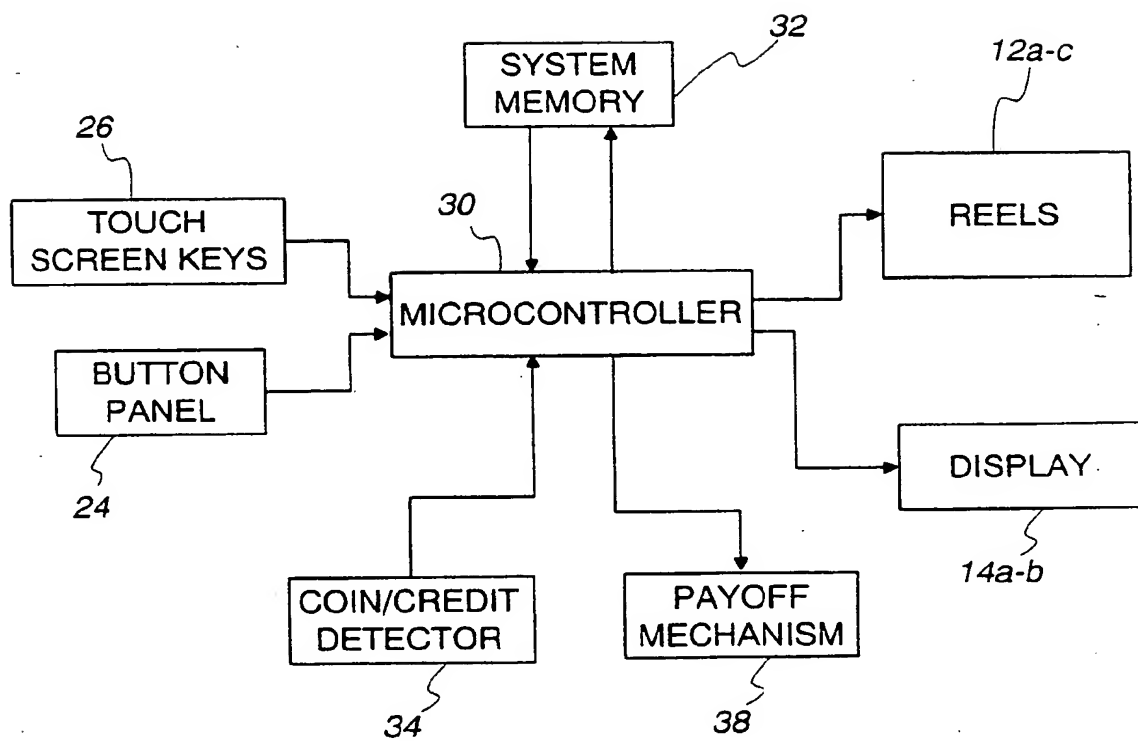 32
SYSTEM
MEMORY
12a-c
REELS
26
TOUCH
SCREEN KEYS
30
MICROCONTROLLER
BUTTON
PANEL
24
DISPLAY
14a-b
COIN/CREDIT
DETECTOR
34
PAYOFF
MECHANISM
38